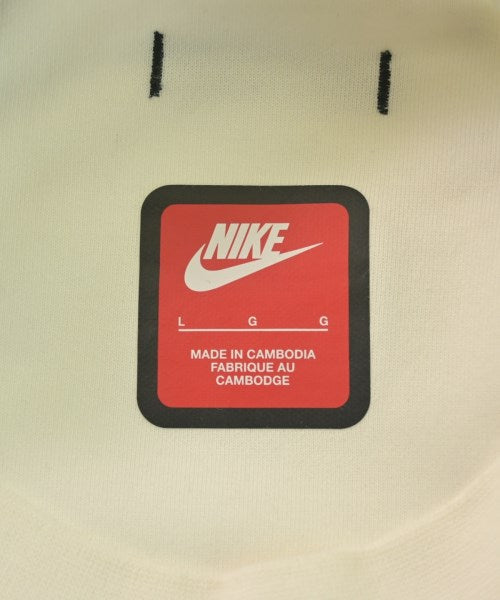 NIKE
L G G
MADE IN CAMBODIA
FABRIQUE AU
CAMBODGE